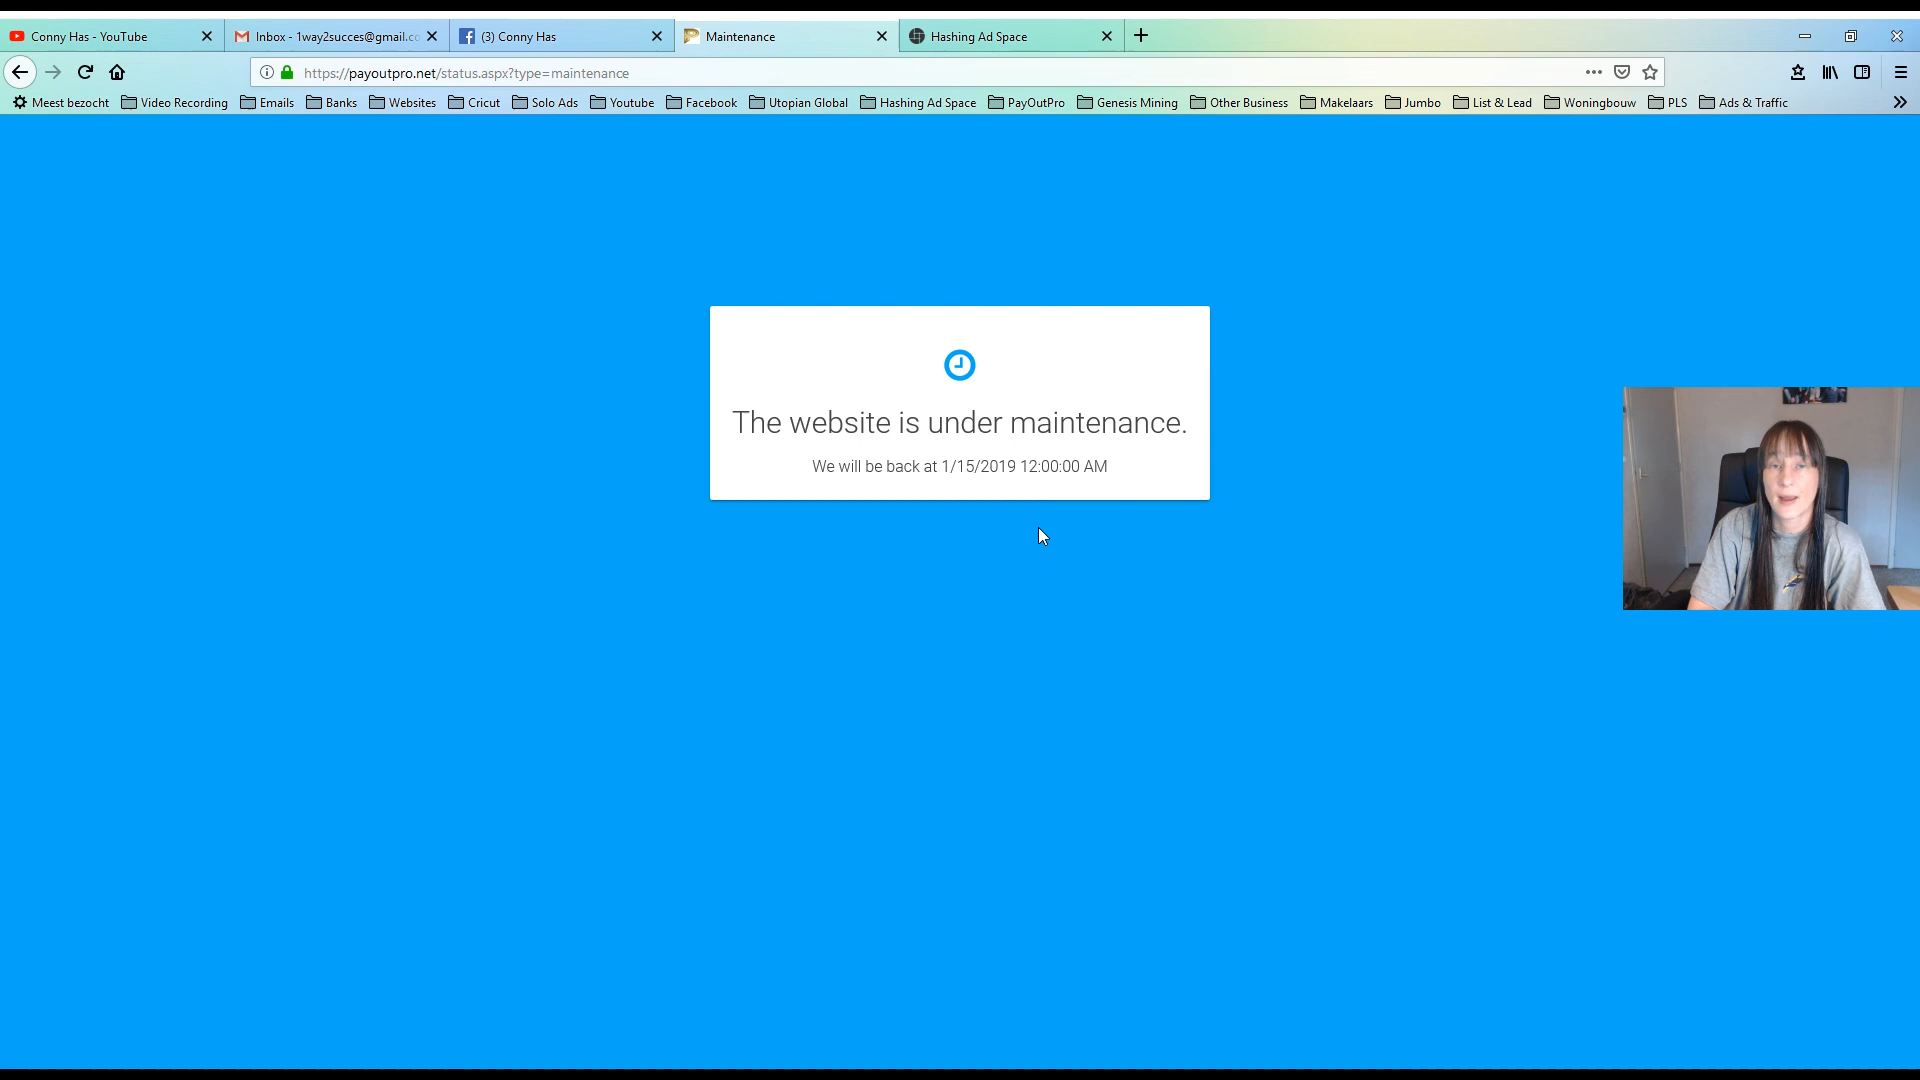 Conny Has - YouTube
Inbox - 1way2succes@gmail.co
(3) Conny Has
Maintenance
Hashing Ad Space
https://payoutpro.net/status.aspx?type=maintenance
Meest bezocht Video Recording Emails Banks Websites Cricut Solo Ads Youtube Facebook Utopian Global Hashing Ad Space PayOutPro Genesis Mining Other Business Makelaars Jumbo List & Lead Woningbouw PLS Ads & Traffic
The website is under maintenance.
We will be back at 1/15/2019 12:00:00 AM